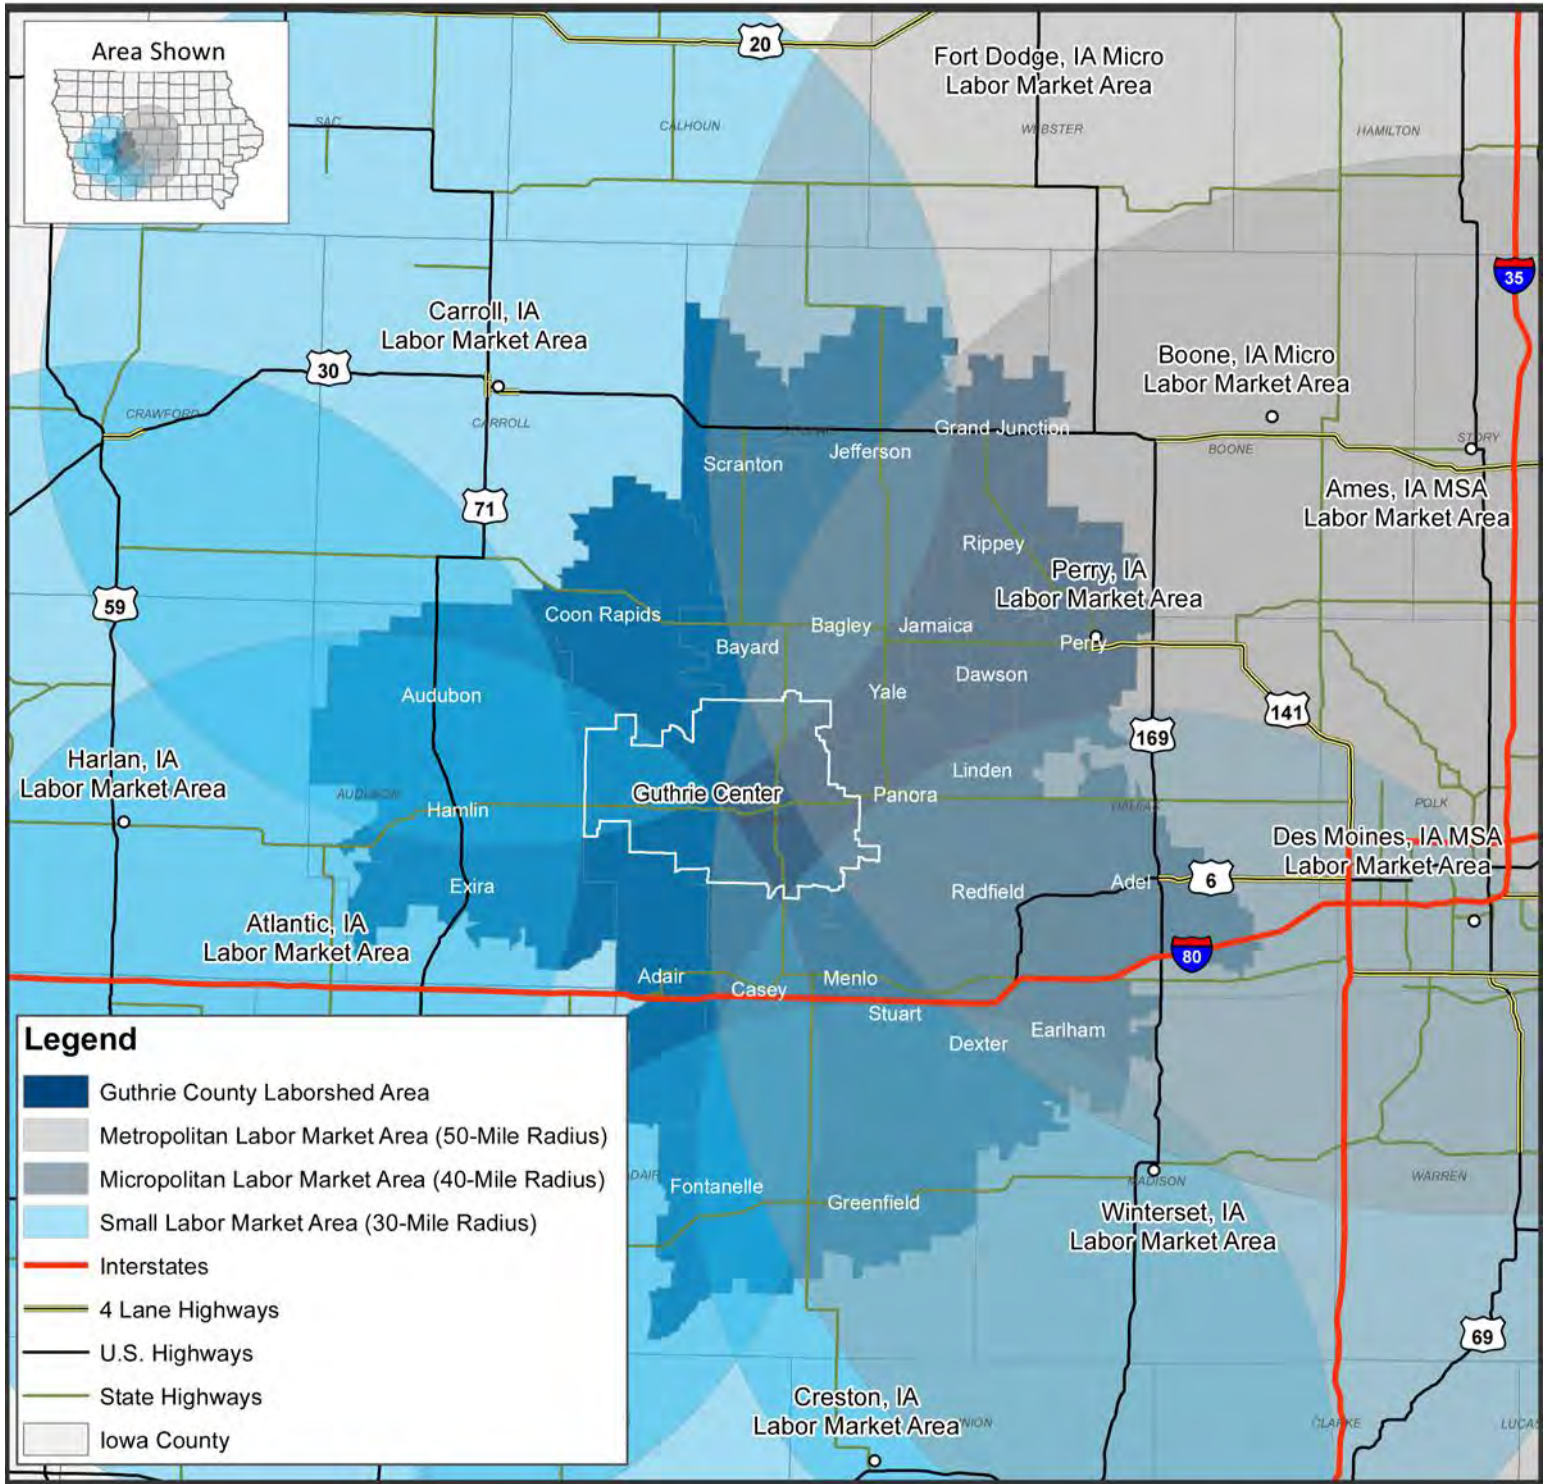 Area Shown
20
Fort Dodge, IA Micro
Labor Market Area
SAC
CALHOUN
WEBSTER
HAMILTON
35
Carroll, IA
Labor Market Area
30
Boone, IA Micro
Labor Market Area
CRAWFORD
CARROLL
Grand Junction
Jefferson
Scranton
BOONE
STORY
71
Ames, IA MSA
Labor Market Area
Rippey
Perry, IA
Labor Market Area
59
Coon Rapids
Bagley
Jamaica
Bayard
Perry
Dawson
Audubon
Yale
141
169
Harlan, IA
Labor Market Area
Linden
Guthrie Center
Panora
AUDUBON
Hamlin
DALLAS
POLK
Des Moines, IA MSA
Labor Market Area
Exira
Redfield
Adel
6
Atlantic, IA
Labor Market Area
80
Adair
Casey
Menlo
Stuart
Earlham
Dexter
Legend
Guthrie County Laborshed Area
Metropolitan Labor Market Area (50-Mile Radius)
Micropolitan Labor Market Area (40-Mile Radius)
Small Labor Market Area (30-Mile Radius)
Interstates
4 Lane Highways
U.S. Highways
State Highways
Iowa County
DAIR
Fontanelle
Greenfield
MADISON
WARREN
Winterset, IA
Labor Market Area
69
Creston, IA
Labor Market Area
NION
CLARKE
LUCAS